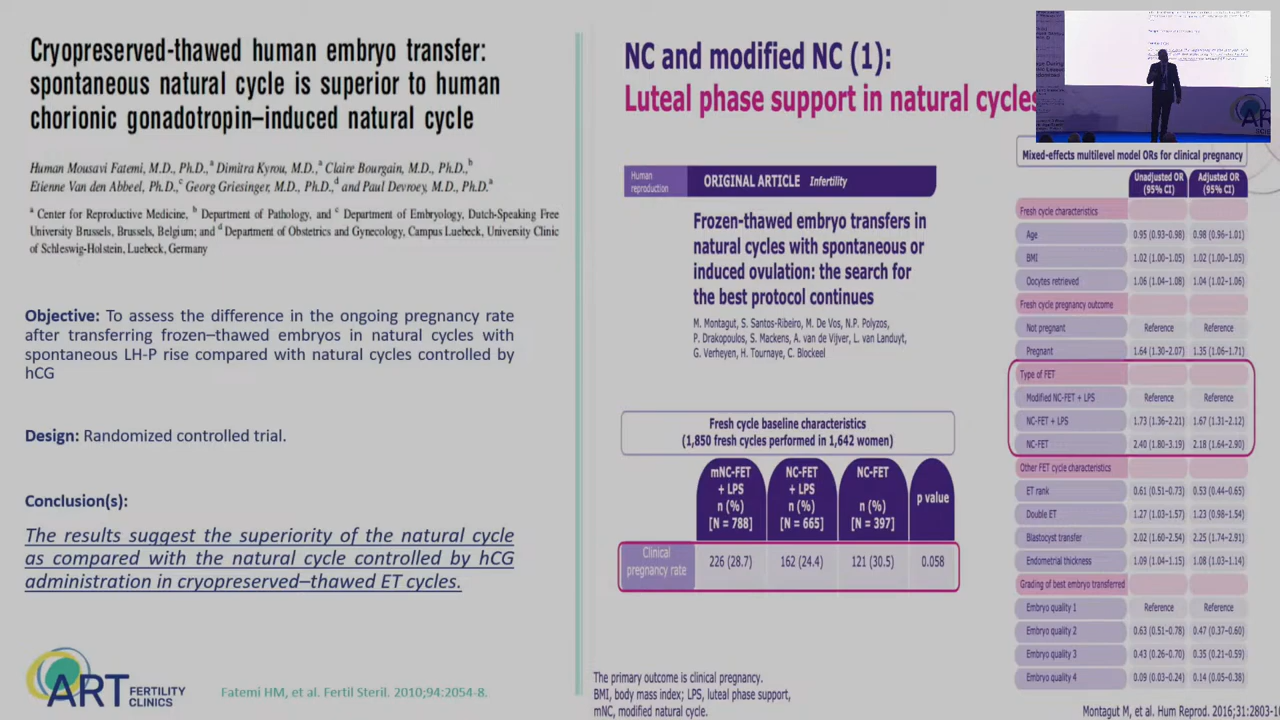 Cryopreserved-thawed human embryo transfer:
spontaneous natural cycle is superior to human
chorionic gonadotropin–induced natural cycle
Human Mousavi Fatemi, M.D., Ph.D.,a Dimitra Kyrou, M.D.,a Claire Bourgain, M.D., Ph.D.,b
Etienne Van den Abbeel, Ph.D.,c Georg Griesinger, M.D., Ph.D.,d and Paul Devroey, M.D., Ph.D.a
a Center for Reproductive Medicine, b Department of Pathology, and c Department of Embryology, Dutch-Speaking Free
University Brussels, Brussels, Belgium; and d Department of Obstetrics and Gynecology, Campus Luebeck, University Clinic
of Schleswig-Holstein, Luebeck, Germany
Objective: To assess the difference in the ongoing pregnancy rate
after transferring frozen–thawed embryos in natural cycles with
spontaneous LH-P rise compared with natural cycles controlled by
hCG
Design: Randomized controlled trial.
Conclusion(s):
The results suggest the superiority of the natural cycle
as compared with the natural cycle controlled by hCG
administration in cryopreserved–thawed ET cycles.
ART FERTILITY
CLINICS
Fatemi HM, et al. Fertil Steril. 2010;94:2054-8.
NC and modified NC (1):
Luteal phase support in natural cycles
Human
reproduction
ORIGINAL ARTICLE Infertility
Frozen-thawed embryo transfers in
natural cycles with spontaneous or
induced ovulation: the search for
the best protocol continues
M. Montagut, S. Santos-Ribeiro, M. De Vos, N.P. Polyzos,
P. Drakopoulos, S. Mackens, A. van de Vijver, L. van Landuyt,
G. Verheyen, H. Tournaye, C. Blockeel
Fresh cycle baseline characteristics
(1,850 fresh cycles performed in 1,642 women)
mNC-FET + LPS n (%) [N = 788] NC-FET + LPS n (%) [N = 665] NC-FET n (%) [N = 397] p value
Clinical pregnancy rate 226 (28.7) 162 (24.4) 121 (30.5) 0.058
The primary outcome is clinical pregnancy.
BMI, body mass index; LPS, luteal phase support,
mNC, modified natural cycle.
ART
Mixed-effects multilevel model ORs for clinical pregnancy
Unadjusted OR (95% CI) Adjusted OR (95% CI)
Fresh cycle characteristics
Age 0.95 (0.93–0.98) 0.98 (0.96–1.01)
BMI 1.02 (1.00–1.05) 1.02 (1.00–1.05)
Oocytes retrieved 1.06 (1.04–1.08) 1.04 (1.02–1.06)
Fresh cycle pregnancy outcome
Not pregnant Reference Reference
Pregnant 1.64 (1.30–2.07) 1.35 (1.06–1.71)
Type of FET
Modified NC-FET + LPS Reference Reference
NC-FET + LPS 1.73 (1.36–2.21) 1.67 (1.31–2.12)
NC-FET 2.40 (1.80–3.19) 2.18 (1.64–2.90)
Other FET cycle characteristics
ET rank 0.61 (0.51–0.73) 0.53 (0.44–0.65)
Double ET 1.27 (1.03–1.57) 1.23 (0.98–1.54)
Blastocyst transfer 2.02 (1.60–2.54) 2.25 (1.74–2.91)
Endometrial thickness 1.09 (1.04–1.15) 1.08 (1.03–1.14)
Grading of best embryo transferred
Embryo quality 1 Reference Reference
Embryo quality 2 0.63 (0.51–0.78) 0.47 (0.37–0.60)
Embryo quality 3 0.43 (0.26–0.70) 0.35 (0.21–0.59)
Embryo quality 4 0.09 (0.03–0.24) 0.14 (0.05–0.38)
Montagut M, et al. Hum Reprod. 2016;31:2803-10